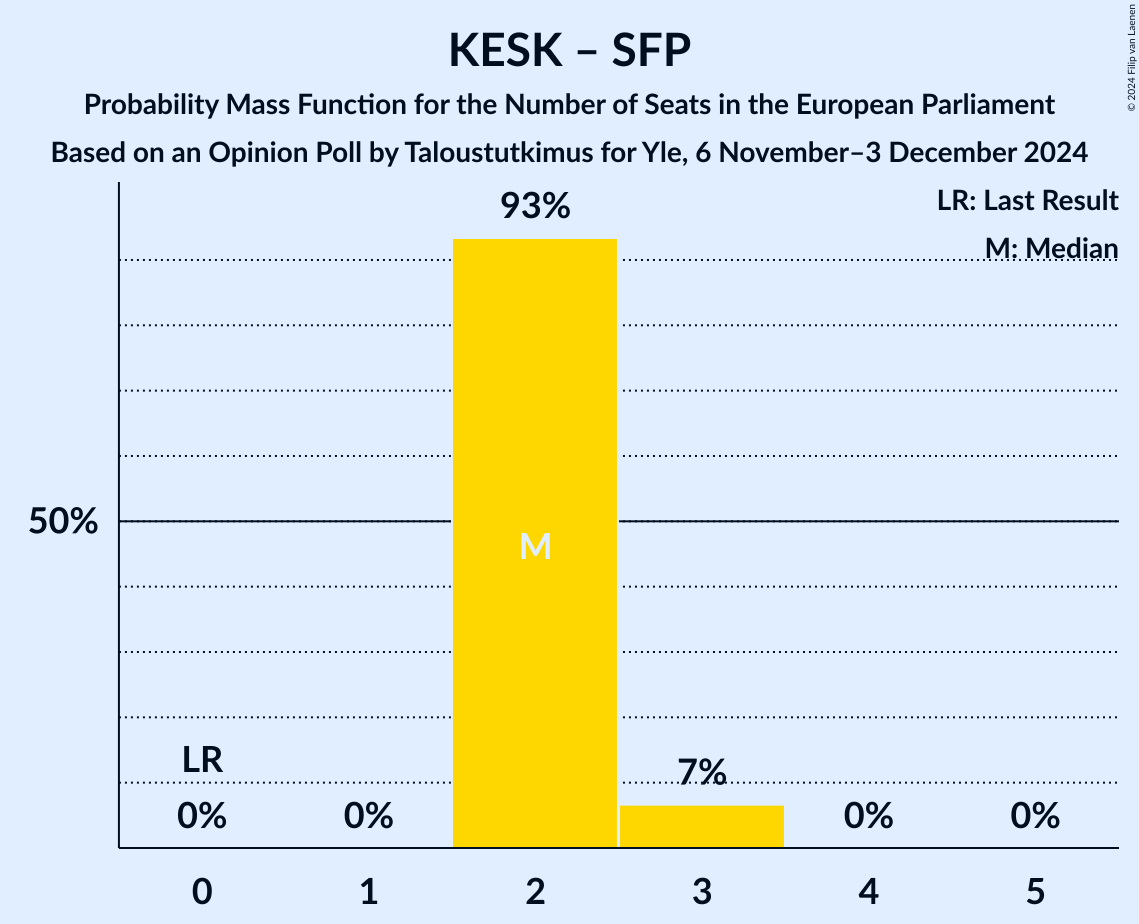 KESK – SFP
Probability Mass Function for the Number of Seats in the European Parliament
Based on an Opinion Poll by Taloustutkimus for Yle, 6 November–3 December 2024
© 2024 Filip van Laenen
LR: Last Result
M: Median
93%
50%
M
LR
7%
0%
0%
0%
0%
0
1
2
3
4
5